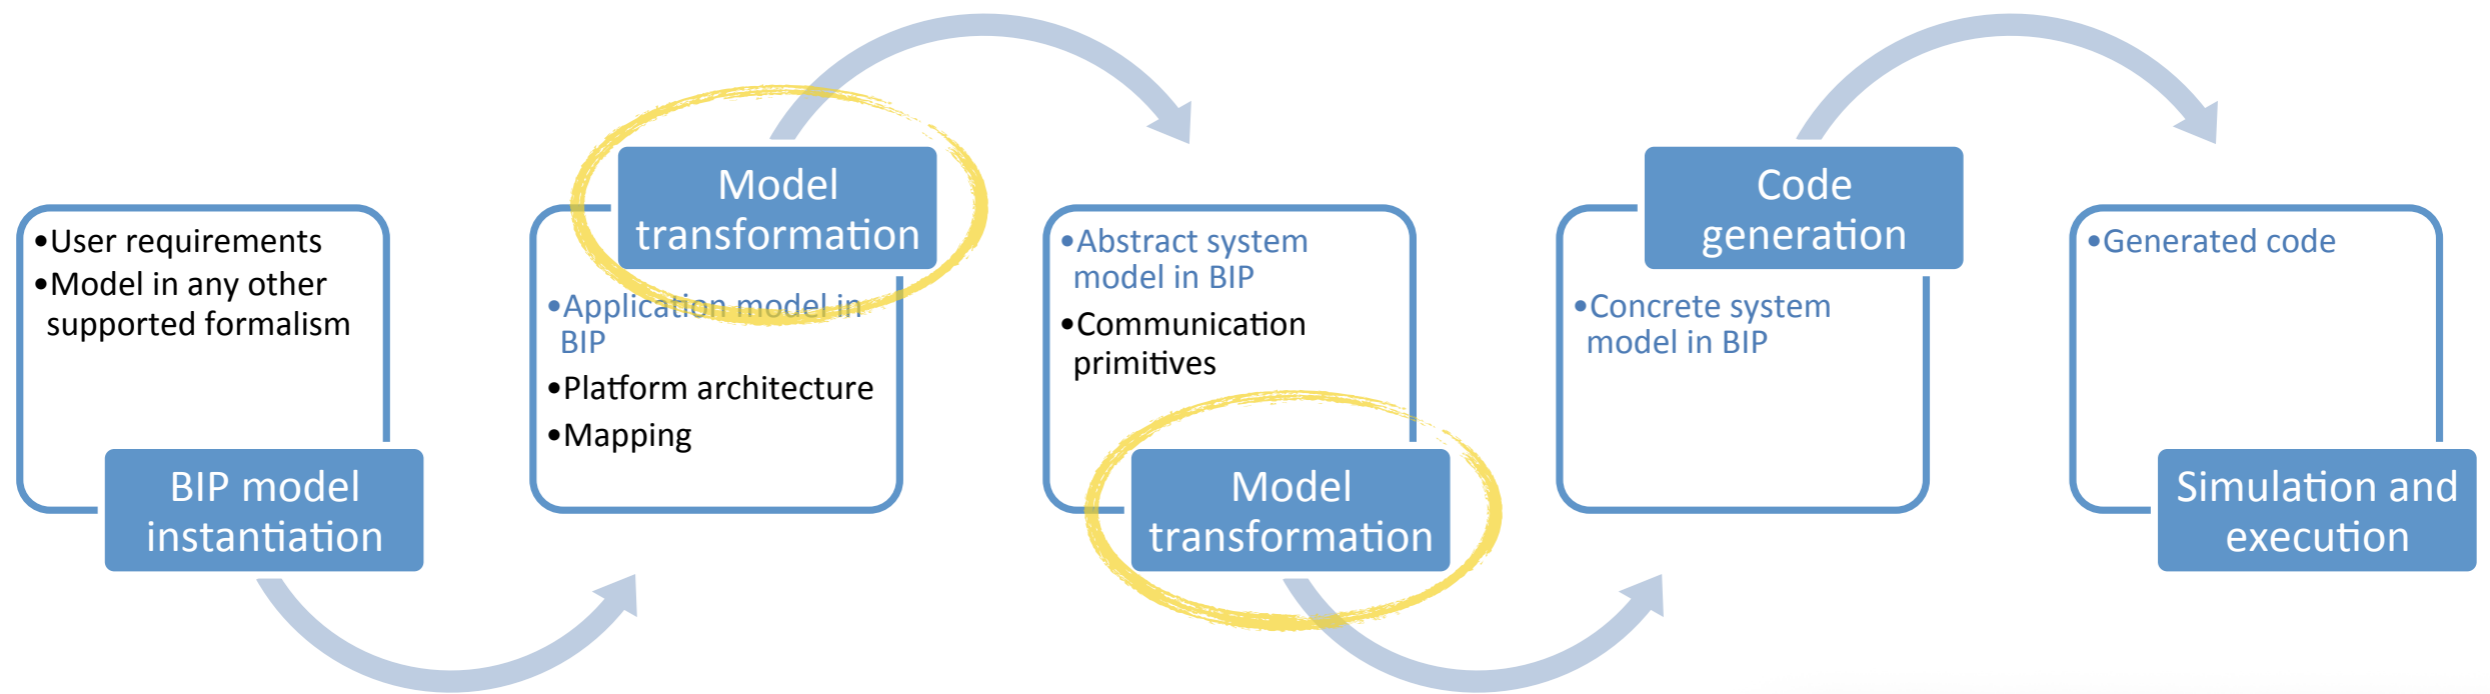 •User requirements
•Model in any other
supported formalism
BIP model
instantiation
Model
transformation
•Application model in
BIP
•Platform architecture
•Mapping
•Abstract system
model in BIP
•Communication
primitives
Model
transformation
Code
generation
•Concrete system
model in BIP
•Generated code
Simulation and
execution